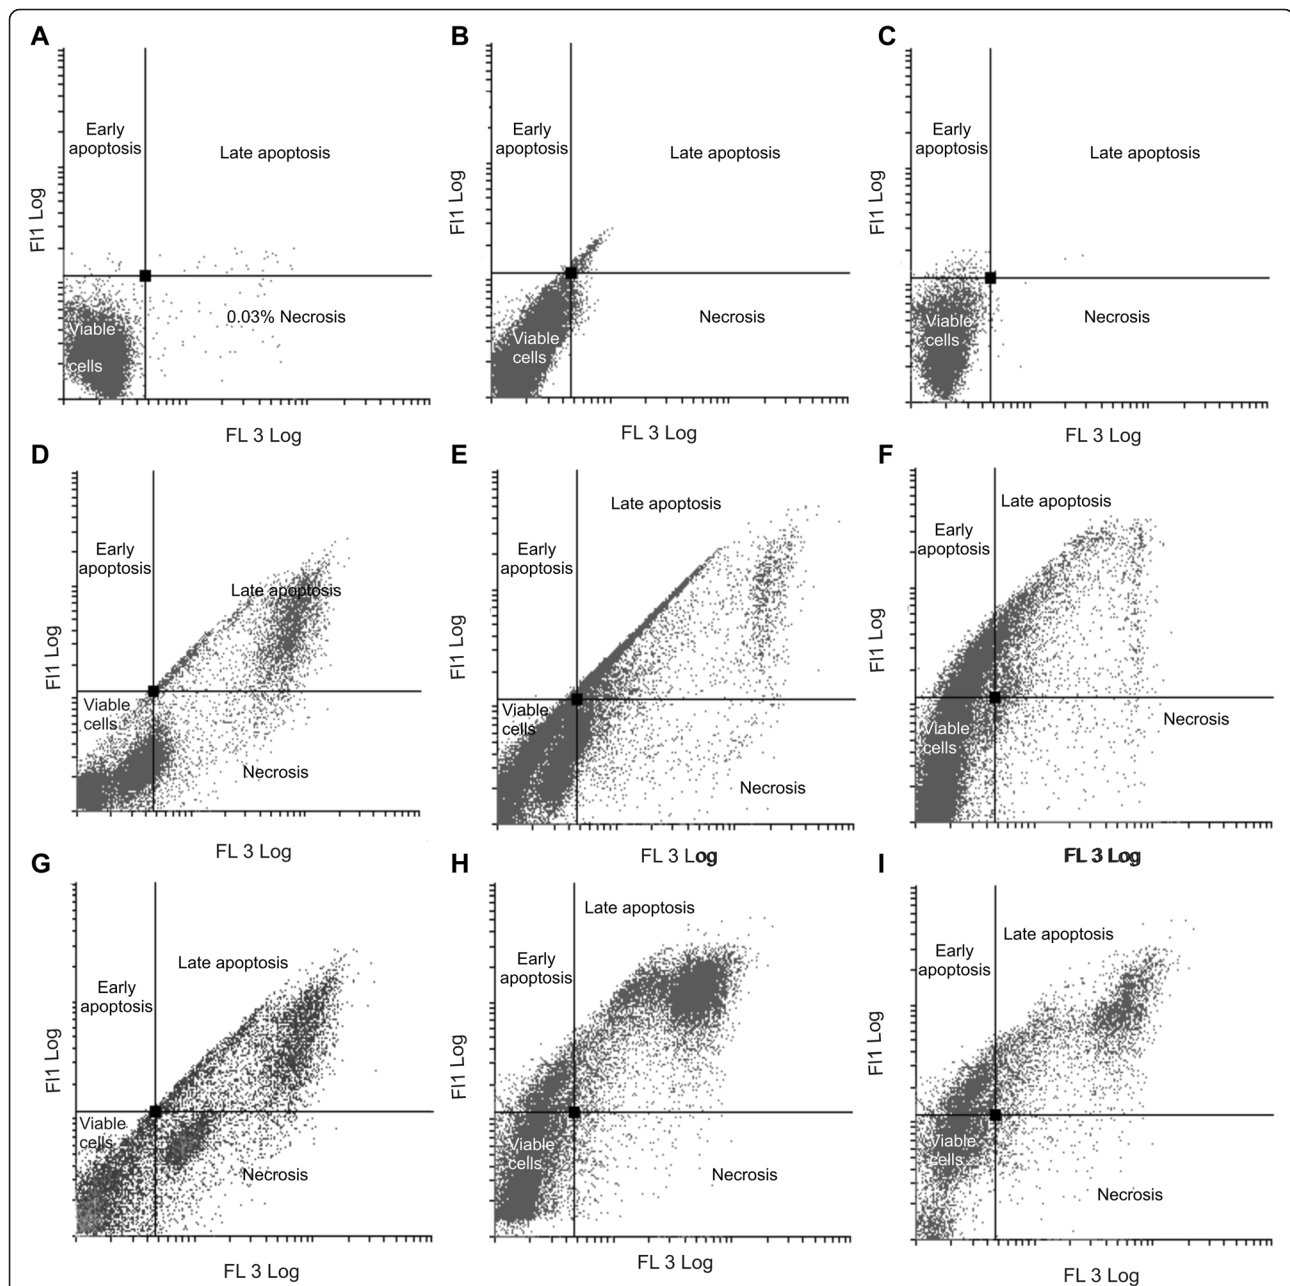 A
B
C
Early
apoptosis
Late apoptosis
Early
apoptosis
Late apoptosis
Early
apoptosis
Late apoptosis
Fl1 Log
Fl1 Log
Fl1 Log
Viable
cells
0.03% Necrosis
Viable
cells
Necrosis
Viable
cells
Necrosis
FL 3 Log
FL 3 Log
FL 3 Log
D
E
F
Early
apoptosis
Late apoptosis
Early
apoptosis
Late apoptosis
Early
apoptosis
Late apoptosis
Fl1 Log
Fl1 Log
Fl1 Log
Viable
cells
Necrosis
Viable
cells
Necrosis
Viable
cells
Necrosis
FL 3 Log
FL 3 Log
FL 3 Log
G
H
I
Early
apoptosis
Late apoptosis
Early
apoptosis
Late apoptosis
Early
apoptosis
Late apoptosis
Fl1 Log
Fl1 Log
Fl1 Log
Viable
cells
Necrosis
Viable
cells
Necrosis
Viable
cells
Necrosis
FL 3 Log
FL 3 Log
FL 3 Log